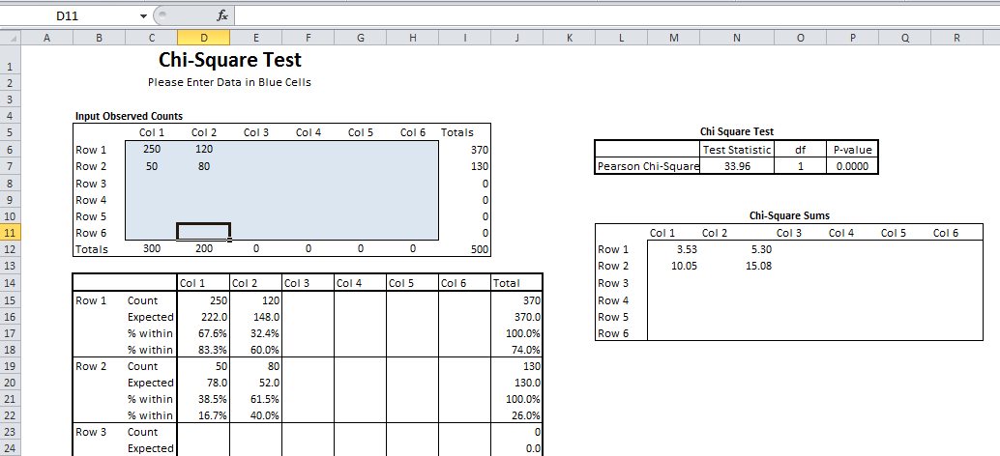 D11 fx
A B C D E F G H I J K L M N O P Q R
1 Chi-Square Test
2 Please Enter Data in Blue Cells
3
4 Input Observed Counts
5 Col 1 Col 2 Col 3 Col 4 Col 5 Col 6 Totals Chi Square Test
6 Row 1 250 120 370 Test Statistic df P-value
7 Row 2 50 80 130 Pearson Chi-Square 33.96 1 0.0000
8 Row 3 0
9 Row 4 0
10 Row 5 0 Chi-Square Sums
11 Row 6 0 Col 1 Col 2 Col 3 Col 4 Col 5 Col 6
12 Totals 300 200 0 0 0 0 500 Row 1 3.53 5.30
13 Row 2 10.05 15.08
14 Col 1 Col 2 Col 3 Col 4 Col 5 Col 6 Total Row 3
15 Row 1 Count 250 120 370 Row 4
16 Expected 222.0 148.0 370.0 Row 5
17 % within 67.6% 32.4% 100.0% Row 6
18 % within 83.3% 60.0% 74.0%
19 Row 2 Count 50 80 130
20 Expected 78.0 52.0 130.0
21 % within 38.5% 61.5% 100.0%
22 % within 16.7% 40.0% 26.0%
23 Row 3 Count 0
24 Expected 0.0